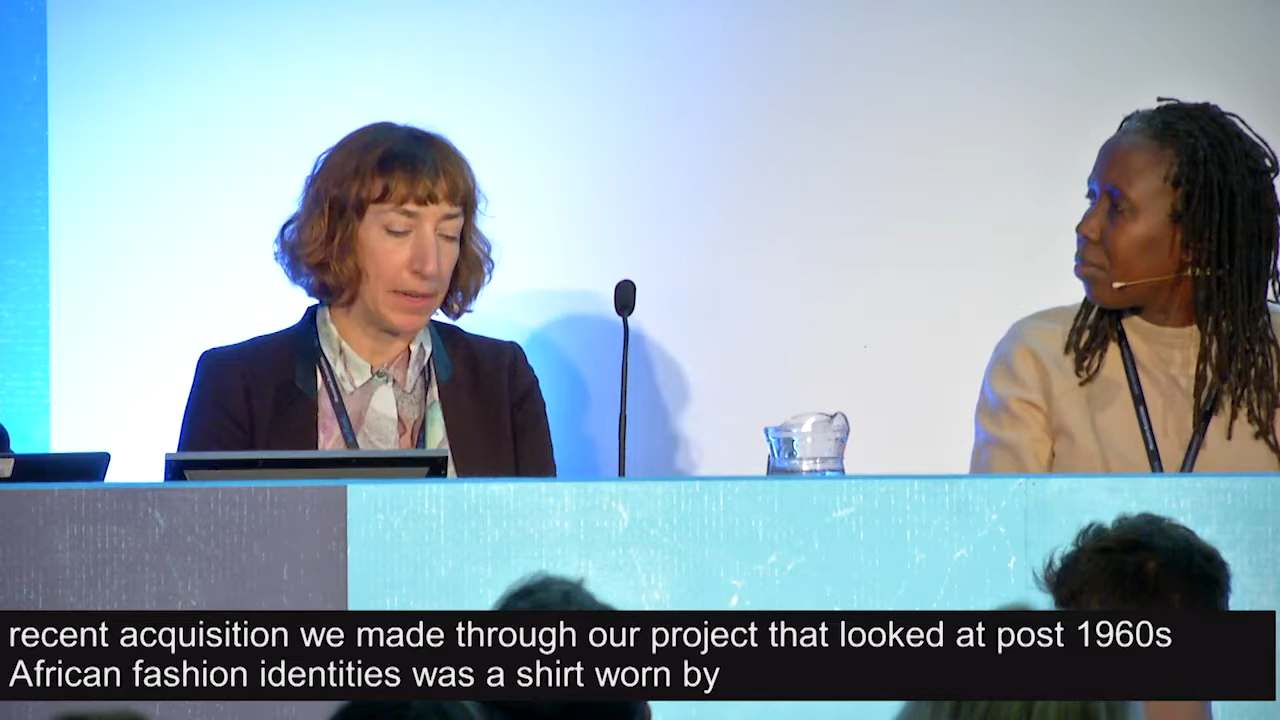 recent acquisition we made through our project that looked at post 1960s
African fashion identities was a shirt worn by